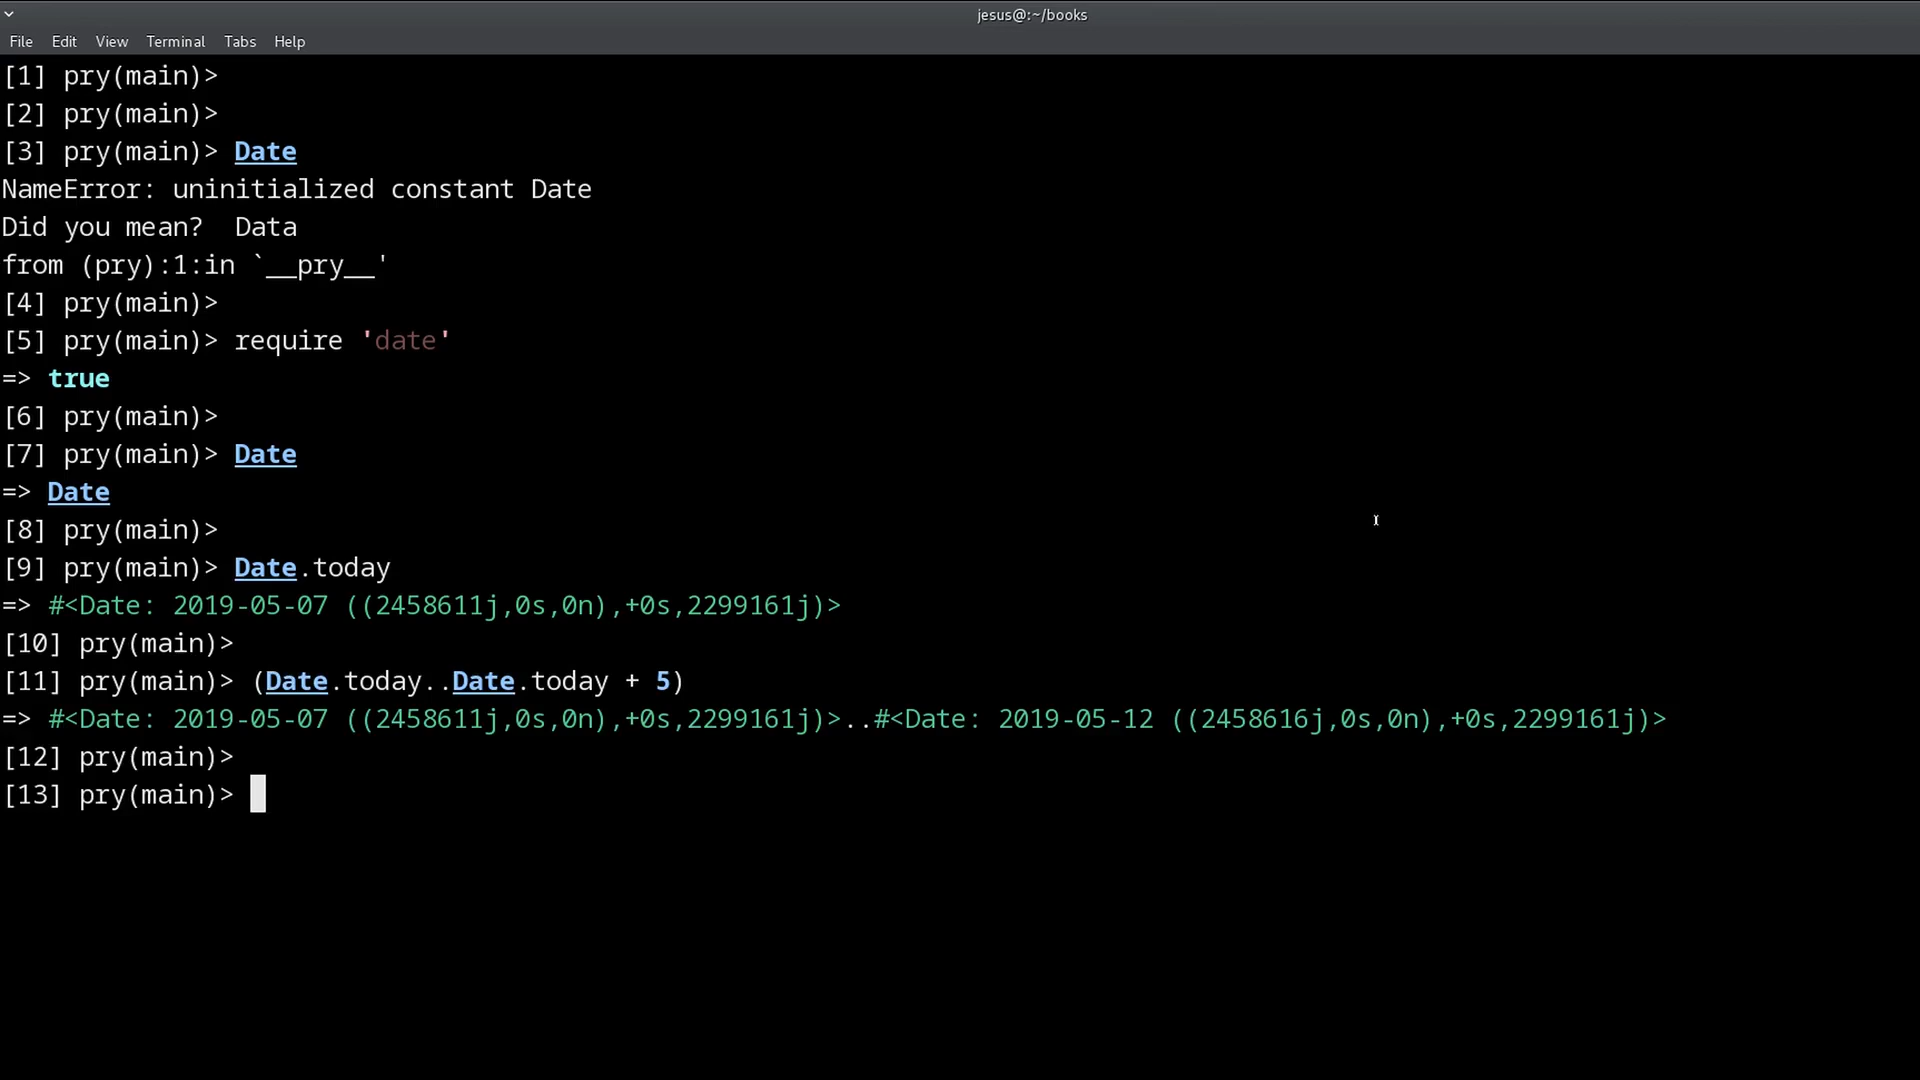 jesus@:~/books
File Edit View Terminal Tabs Help
[1] pry(main)>
[2] pry(main)>
[3] pry(main)> Date
NameError: uninitialized constant Date
Did you mean?  Data
from (pry):1:in `__pry__'
[4] pry(main)>
[5] pry(main)> require 'date'
=> true
[6] pry(main)>
[7] pry(main)> Date
=> Date
[8] pry(main)>
[9] pry(main)> Date.today
=> #<Date: 2019-05-07 ((2458611j,0s,0n),+0s,2299161j)>
[10] pry(main)>
[11] pry(main)> (Date.today..Date.today + 5)
=> #<Date: 2019-05-07 ((2458611j,0s,0n),+0s,2299161j)>..#<Date: 2019-05-12 ((2458616j,0s,0n),+0s,2299161j)>
[12] pry(main)>
[13] pry(main)>